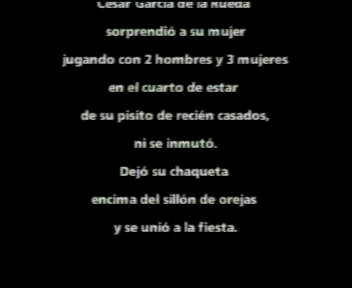 Cesar Garcia de la Rueda
sorprendió a su mujer
jugando con 2 hombres y 3 mujeres
en el cuarto de estar
de su pisito de recién casados,
ni se inmutó.
Dejó su chaqueta
encima del sillón de orejas
y se unió a la fiesta.